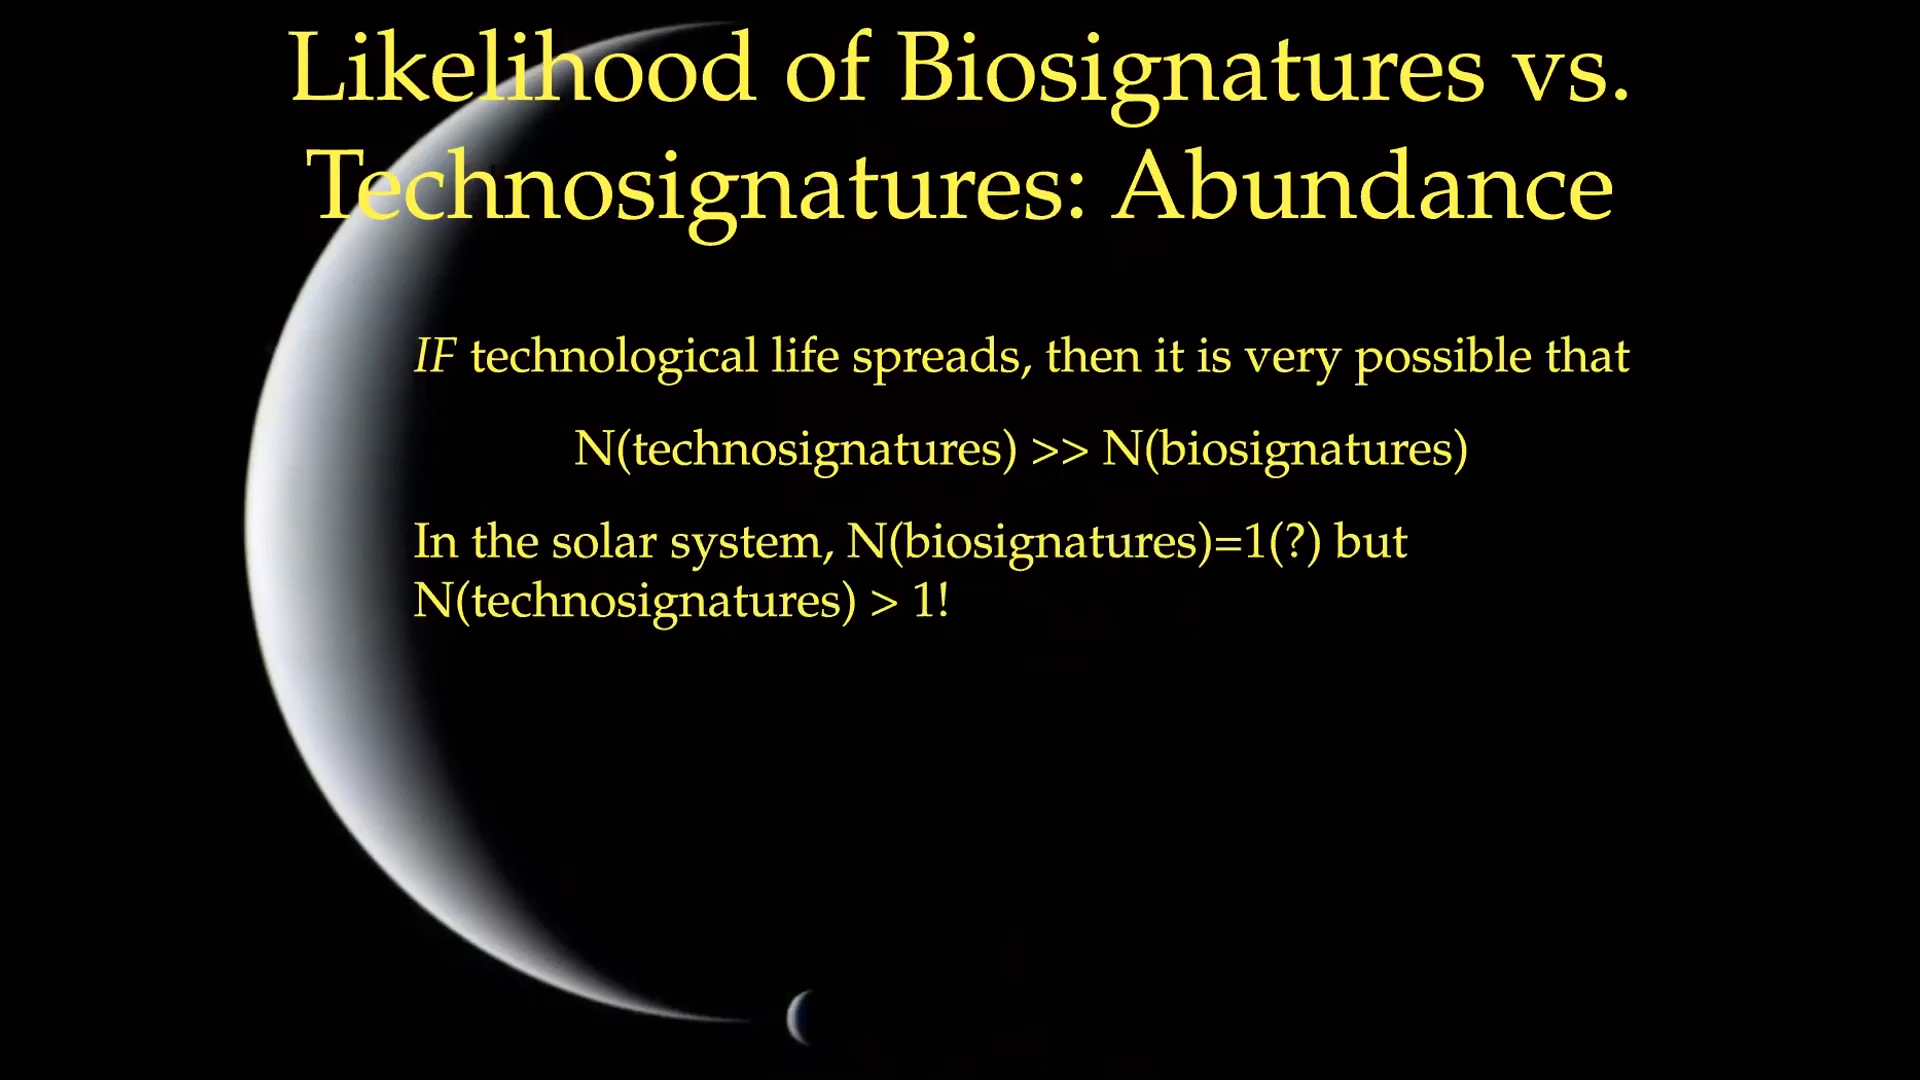 Likelihood of Biosignatures vs.
Technosignatures: Abundance
IF technological life spreads, then it is very possible that
N(technosignatures) >> N(biosignatures)
In the solar system, N(biosignatures)=1(?) but
N(technosignatures) > 1!